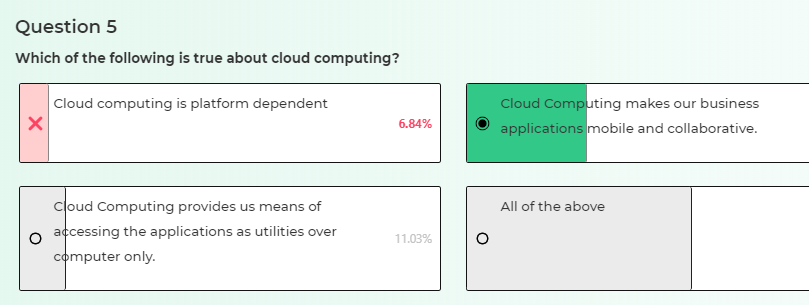 Question 5
Which of the following is true about cloud computing?
Cloud computing is platform dependent
6.84%
Cloud Computing makes our business
applications mobile and collaborative.
Cloud Computing provides us means of
accessing the applications as utilities over
computer only.
11.03%
All of the above